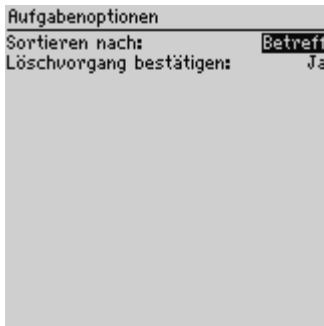 Aufgabenoptionen
Sortieren nach: Betreff
Löschvorgang bestätigen: Ja